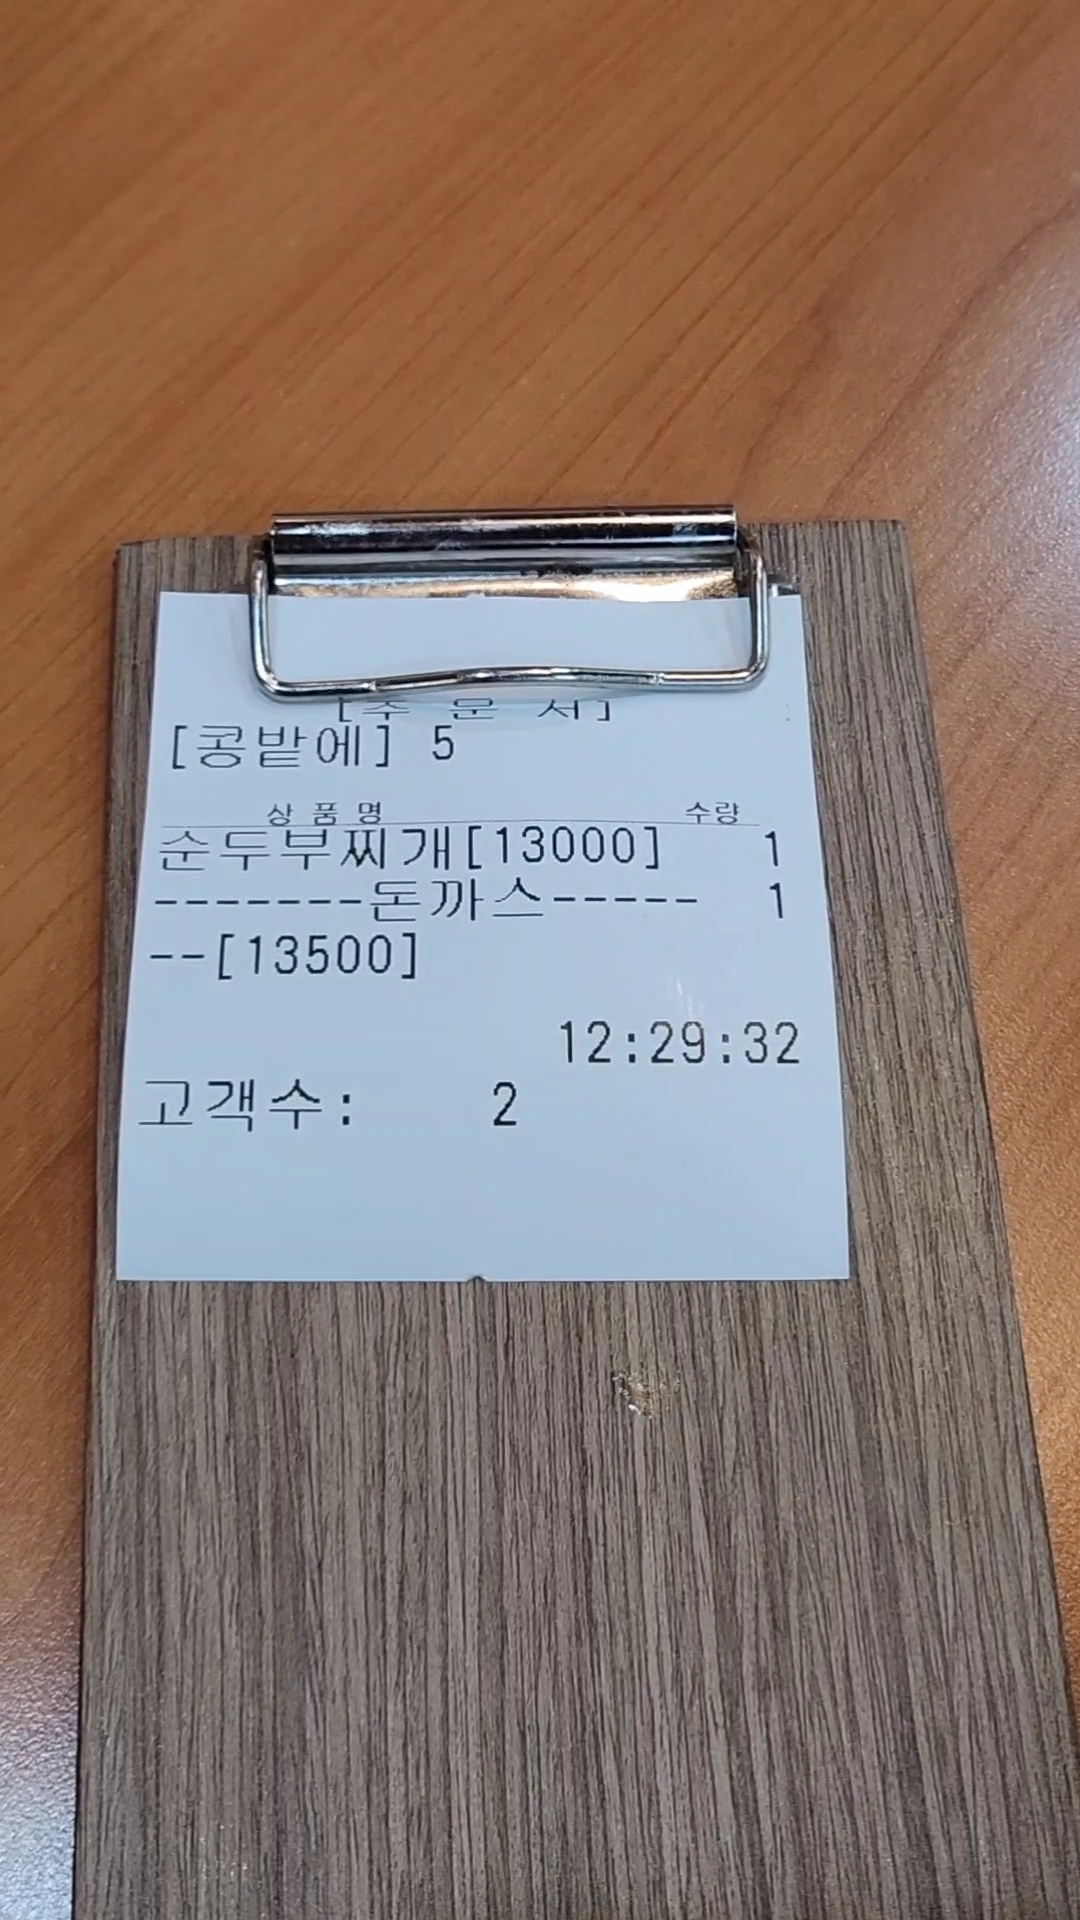 [주 문 서]
[콩밭에] 5
상 품 명 수량
순두부찌개[13000] 1
-------돈까스----- 1
--[13500]
12:29:32
고객수: 2